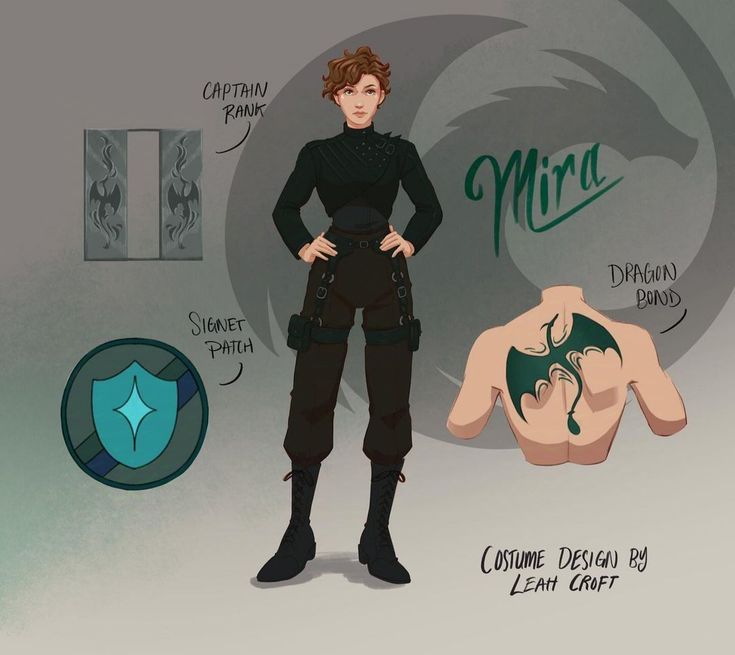 CAPTAIN
RANK
Mira
SIGNET
PATCH
DRAGON
BOND
COSTUME DESIGN BY
LEAH CROFT